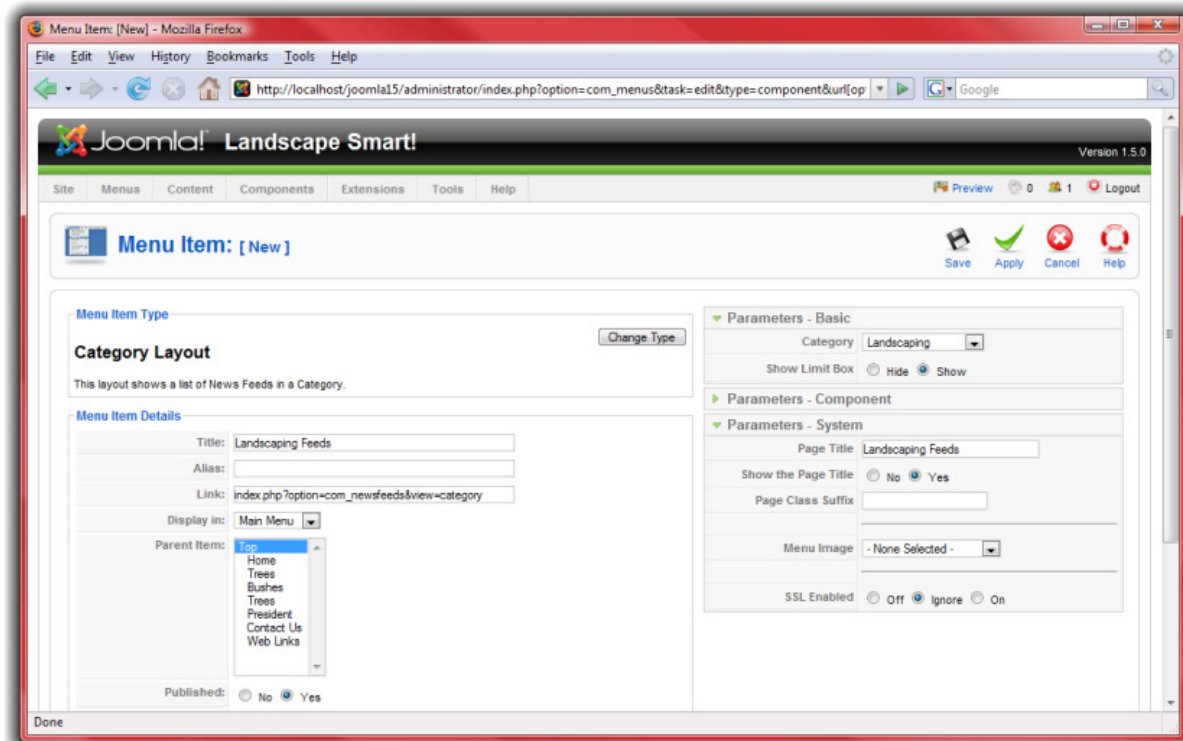 Menu Item: [New] - Mozilla Firefox
File Edit View History Bookmarks Tools Help
http://localhost/joomla15/administrator/index.php?option=com_menus&task=edit&type=component&url[op
Google
Joomla! Landscape Smart!
Version 1.5.0
Site Menus Content Components Extensions Tools Help
Preview 0 1 Logout
Menu Item: [ New ]
Save Apply Cancel Help
Menu Item Type
Change Type
Category Layout
This layout shows a list of News Feeds in a Category.
Menu Item Details
Title: Landscaping Feeds
Alias:
Link: index.php?option=com_newsfeeds&view=category
Display in: Main Menu
Parent Item: Top
Home
Trees
Bushes
Trees
President
Contact Us
Web Links
Published: No Yes
Parameters - Basic
Category Landscaping
Show Limit Box Hide Show
Parameters - Component
Parameters - System
Page Title Landscaping Feeds
Show the Page Title No Yes
Page Class Suffix
Menu Image - None Selected -
SSL Enabled Off Ignore On
Done